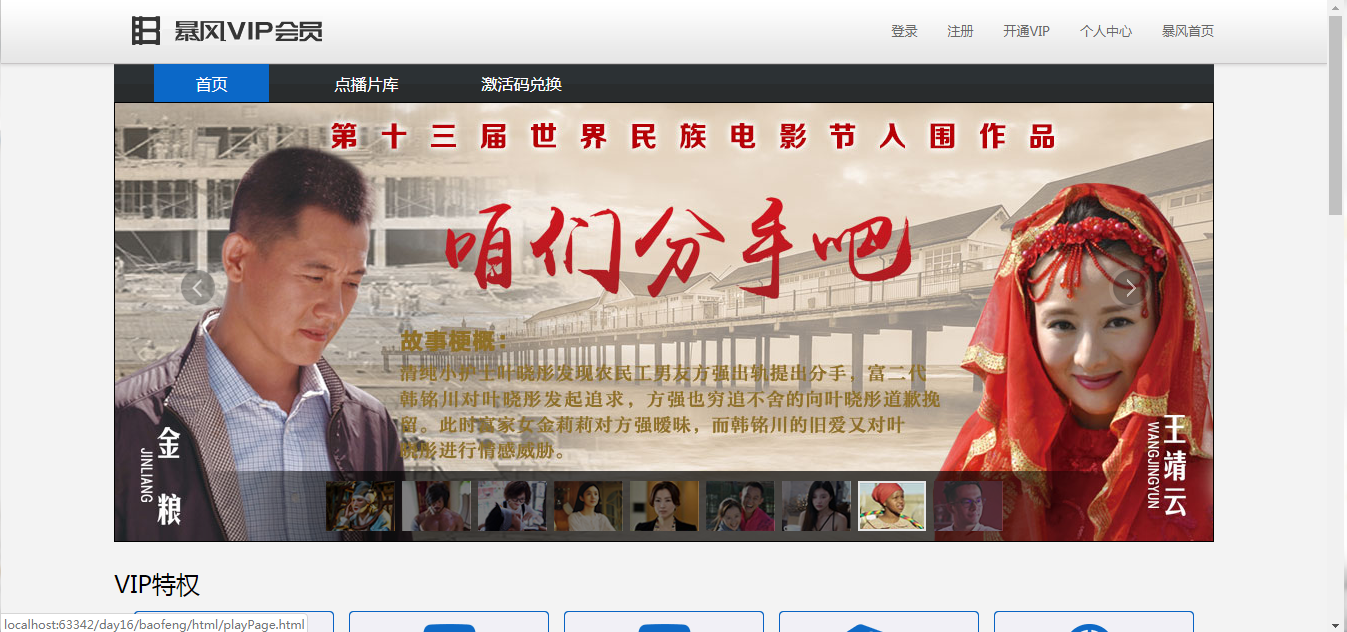 暴风VIP会员
登录 注册 开通VIP 个人中心 暴风首页
首页 点播片库 激活码兑换
第十三届世界民族电影节入围作品
咱们分手吧
故事梗概：
清纯小护士叶晓彤发现农民工男友方强出轨提出分手，富二代
韩铭川对叶晓彤发起追求，方强也穷追不舍的向叶晓彤道歉挽
留。此时富家女金莉莉对方强暧昧，而韩铭川的旧爱又对叶
晓彤进行情感威胁。
金粮
JINLIANG
王靖云
WANGJINGYUN
VIP特权
localhost:63342/day16/baofeng/html/playPage.html